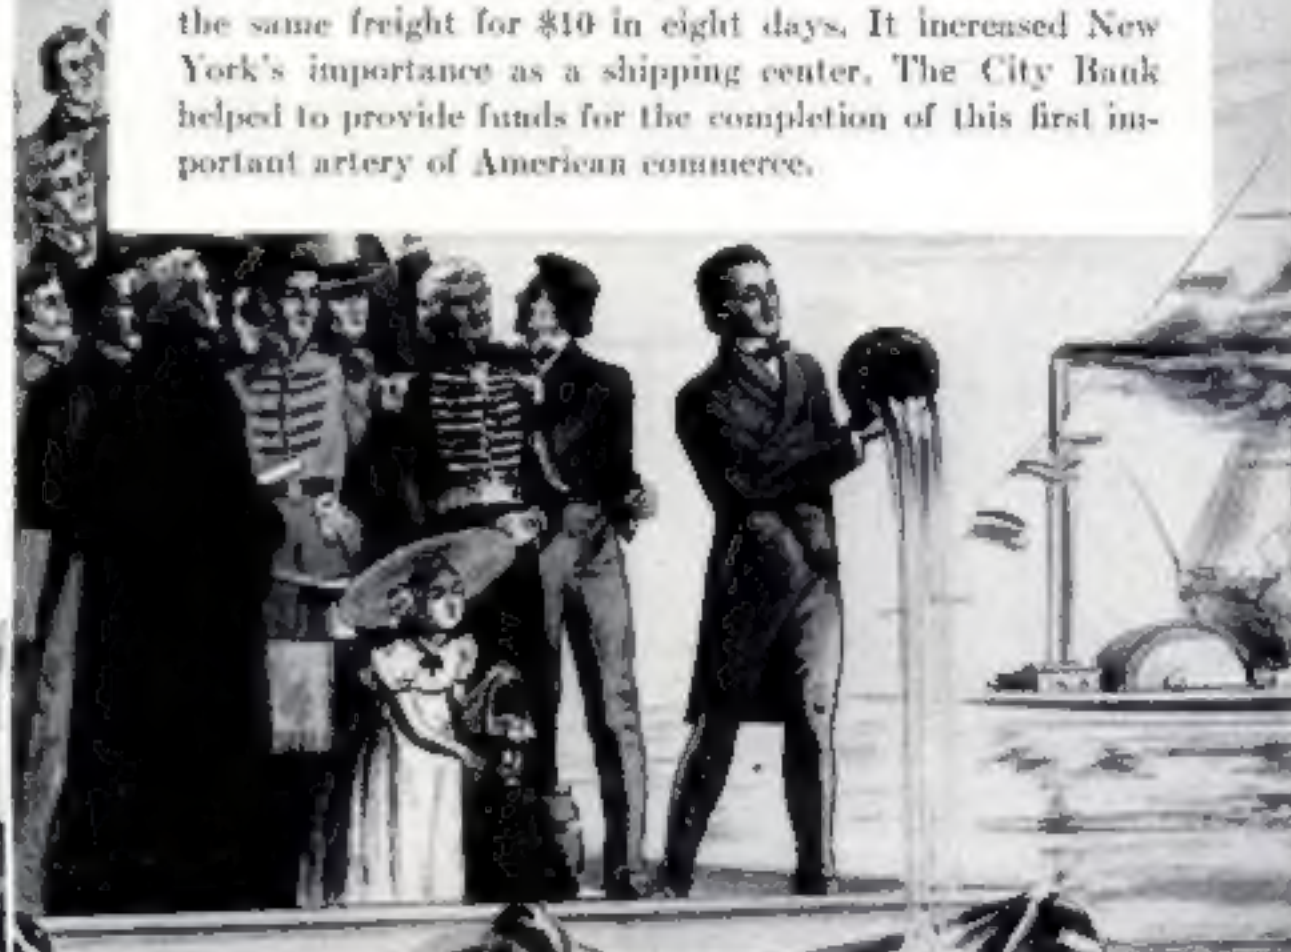 the same freight for $10 in eight days. It increased New
York's importance as a shipping center. The City Bank
helped to provide funds for the completion of this first im-
portant artery of American commerce.